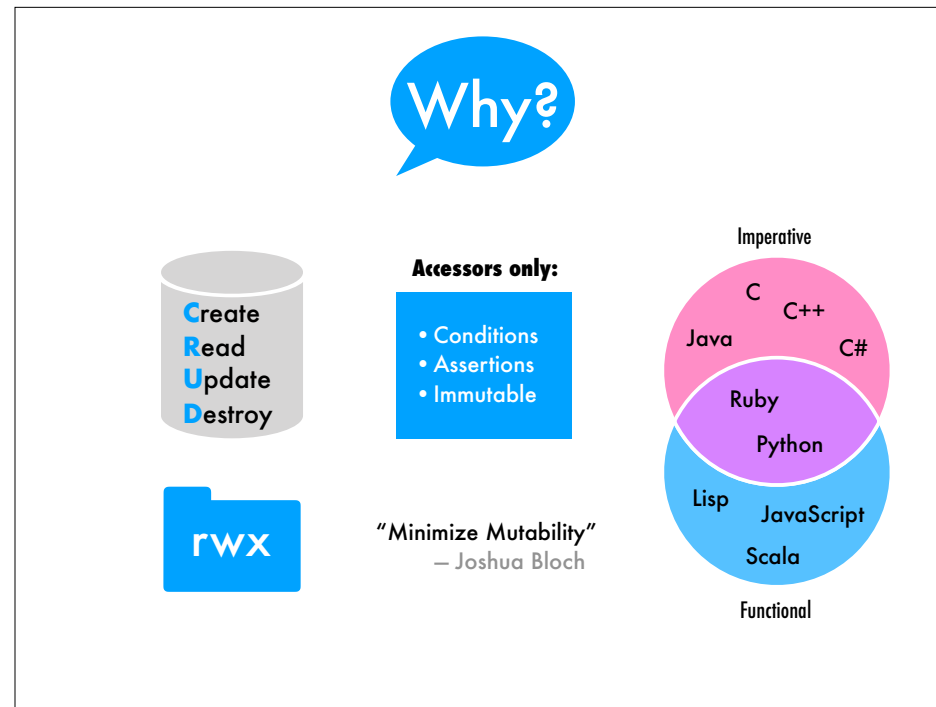 Why?
Create
Read
Update
Destroy
rwx
Accessors only:
• Conditions
• Assertions
• Immutable
“Minimize Mutability”
— Joshua Bloch
Imperative
C
C++
Java
C#
Ruby
Python
Lisp
JavaScript
Scala
Functional